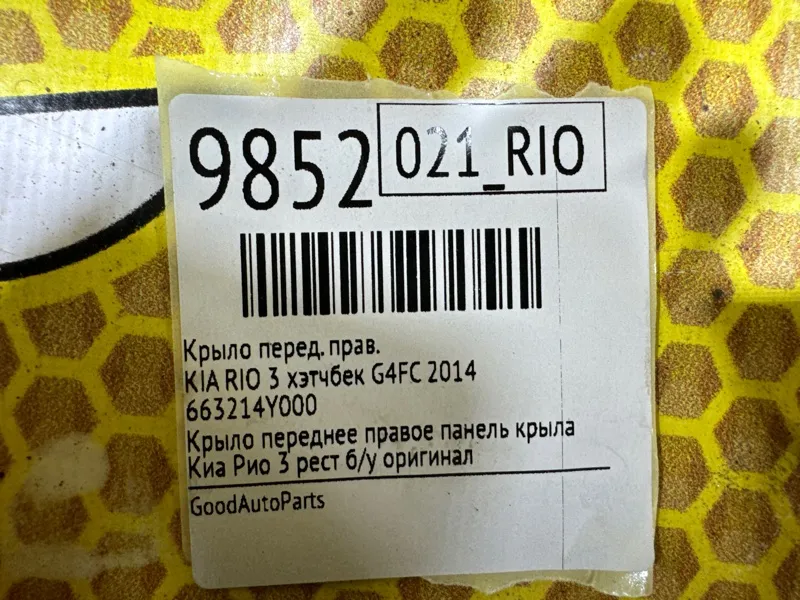 9852
021_RIO
Крыло перед. прав.
KIA RIO 3 хэтчбек G4FC 2014
663214Y000
Крыло переднее правое панель крыла
Киа Рио 3 рест б/у оригинал
GoodAutoParts